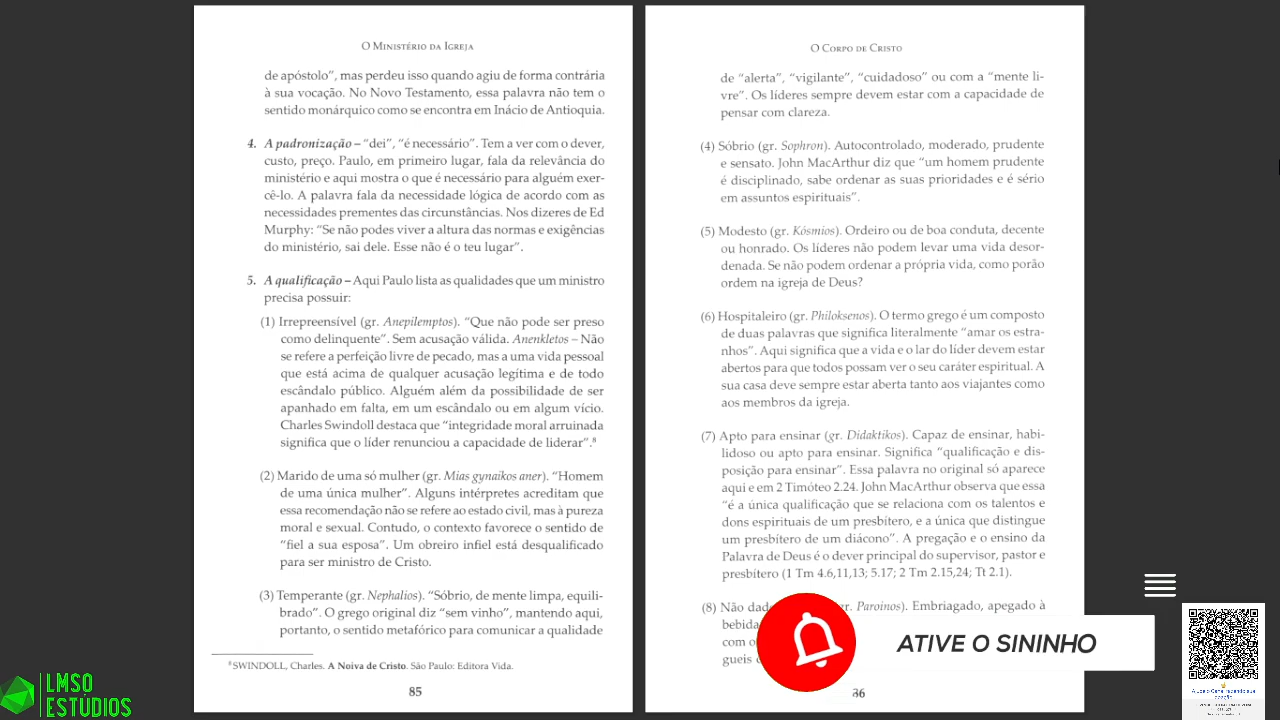 O Ministério da Igreja
de apóstolo”, mas perdeu isso quando agiu de forma contrária
à sua vocação. No Novo Testamento, essa palavra não tem o
sentido monárquico como se encontra em Inácio de Antioquia.
4. A padronização – “dei”, “é necessário”. Tem a ver com o dever,
custo, preço. Paulo, em primeiro lugar, fala da relevância do
ministério e aqui mostra o que é necessário para alguém exer-
cê-lo. A palavra fala da necessidade lógica de acordo com as
necessidades prementes das circunstâncias. Nos dizeres de Ed
Murphy: “Se não podes viver a altura das normas e exigências
do ministério, sai dele. Esse não é o teu lugar”.
5. A qualificação – Aqui Paulo lista as qualidades que um ministro
precisa possuir:
(1) Irrepreensível (gr. Anepilemptos). “Que não pode ser preso
como delinquente”. Sem acusação válida. Anenkletos – Não
se refere a perfeição livre de pecado, mas a uma vida pessoal
que está acima de qualquer acusação legítima e de todo
escândalo público. Alguém além da possibilidade de ser
apanhado em falta, em um escândalo ou em algum vício.
Charles Swindoll destaca que “integridade moral arruinada
significa que o líder renunciou a capacidade de liderar”.⁸
(2) Marido de uma só mulher (gr. Mias gynaikos aner). “Homem
de uma única mulher”. Alguns intérpretes acreditam que
essa recomendação não se refere ao estado civil, mas à pureza
moral e sexual. Contudo, o contexto favorece o sentido de
“fiel a sua esposa”. Um obreiro infiel está desqualificado
para ser ministro de Cristo.
(3) Temperante (gr. Nephalios). “Sóbrio, de mente limpa, equili-
brado”. O grego original diz “sem vinho”, mantendo aqui,
portanto, o sentido metafórico para comunicar a qualidade
⁸ SWINDOLL, Charles. A Noiva de Cristo. São Paulo: Editora Vida.
85
O Corpo de Cristo
de “alerta”, “vigilante”, “cuidadoso” ou com a “mente li-
vre”. Os líderes sempre devem estar com a capacidade de
pensar com clareza.
(4) Sóbrio (gr. Sophron). Autocontrolado, moderado, prudente
e sensato. John MacArthur diz que “um homem prudente
é disciplinado, sabe ordenar as suas prioridades e é sério
em assuntos espirituais”.
(5) Modesto (gr. Kósmios). Ordeiro ou de boa conduta, decente
ou honrado. Os líderes não podem levar uma vida desor-
denada. Se não podem ordenar a própria vida, como porão
ordem na igreja de Deus?
(6) Hospitaleiro (gr. Philoksenos). O termo grego é um composto
de duas palavras que significa literalmente “amar os estra-
nhos”. Aqui significa que a vida e o lar do líder devem estar
abertos para que todos possam ver o seu caráter espiritual. A
sua casa deve sempre estar aberta tanto aos viajantes como
aos membros da igreja.
(7) Apto para ensinar (gr. Didaktikos). Capaz de ensinar, habi-
lidoso ou apto para ensinar. Significa “qualificação e dis-
posição para ensinar”. Essa palavra no original só aparece
aqui e em 2 Timóteo 2.24. John MacArthur observa que essa
“é a única qualificação que se relaciona com os talentos e
dons espirituais de um presbítero, e a única que distingue
um presbítero de um diácono”. A pregação e o ensino da
Palavra de Deus é o dever principal do supervisor, pastor e
presbítero (1 Tm 4.6,11,13; 5.17; 2 Tm 2.15,24; Tt 2.1).
(8) Não gr. Paroinos). Embriagado, apegado à
bebida
com
gueis
ATIVE O SININHO
LMSO
ESTÚDIOS